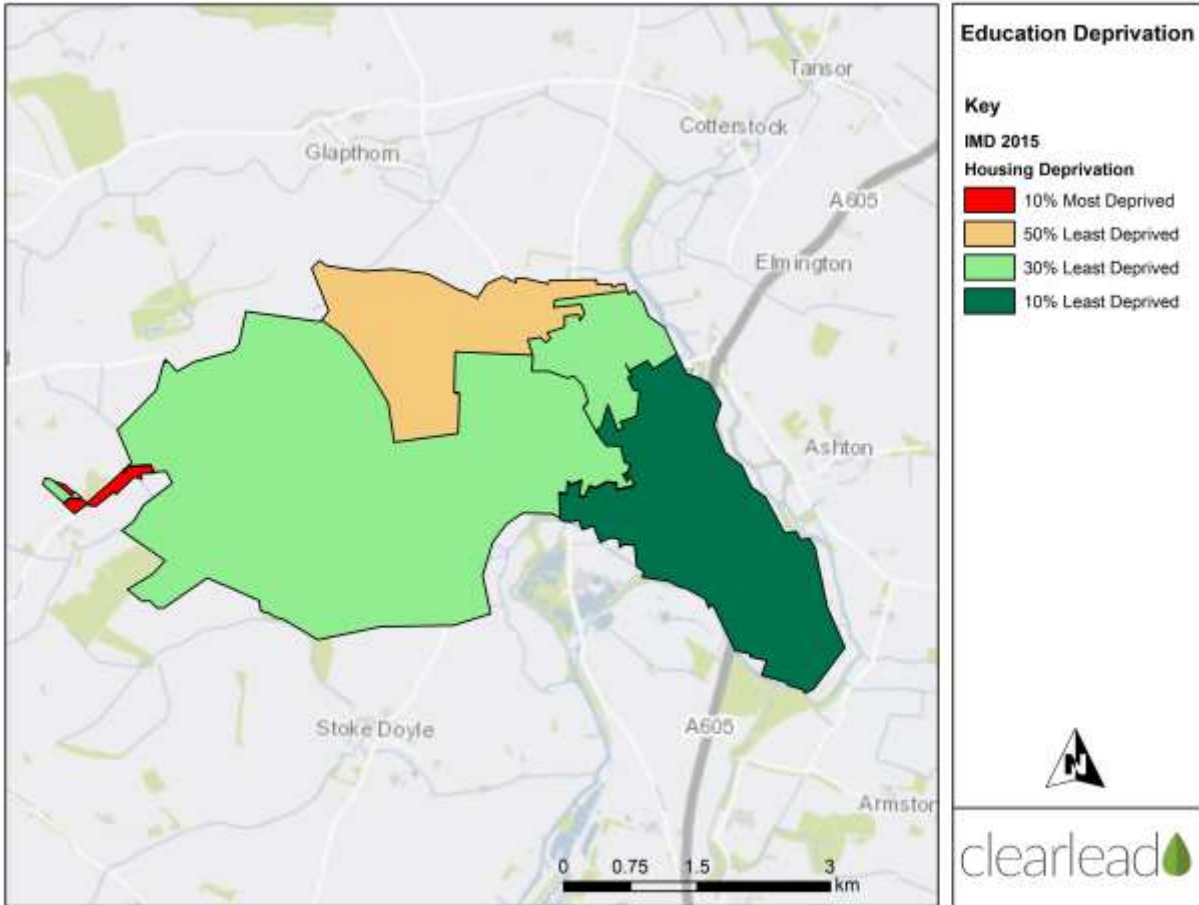 Education Deprivation
Key
IMD 2015
Housing Deprivation
10% Most Deprived
50% Least Deprived
30% Least Deprived
10% Least Deprived
N
clearlead
Tansor
Cotterstock
Glapthorn
A605
Elmington
Ashton
Stoke Doyle
A605
Armston
0 0.75 1.5 3
km